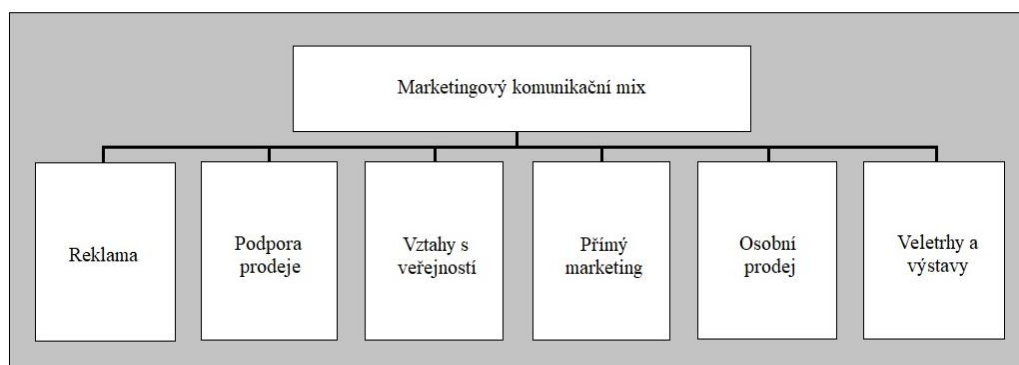 Marketingový komunikační mix
Reklama
Podpora
prodeje
Vztahy s
veřejností
Přímý
marketing
Osobní
prodej
Veletrhy a
výstavy